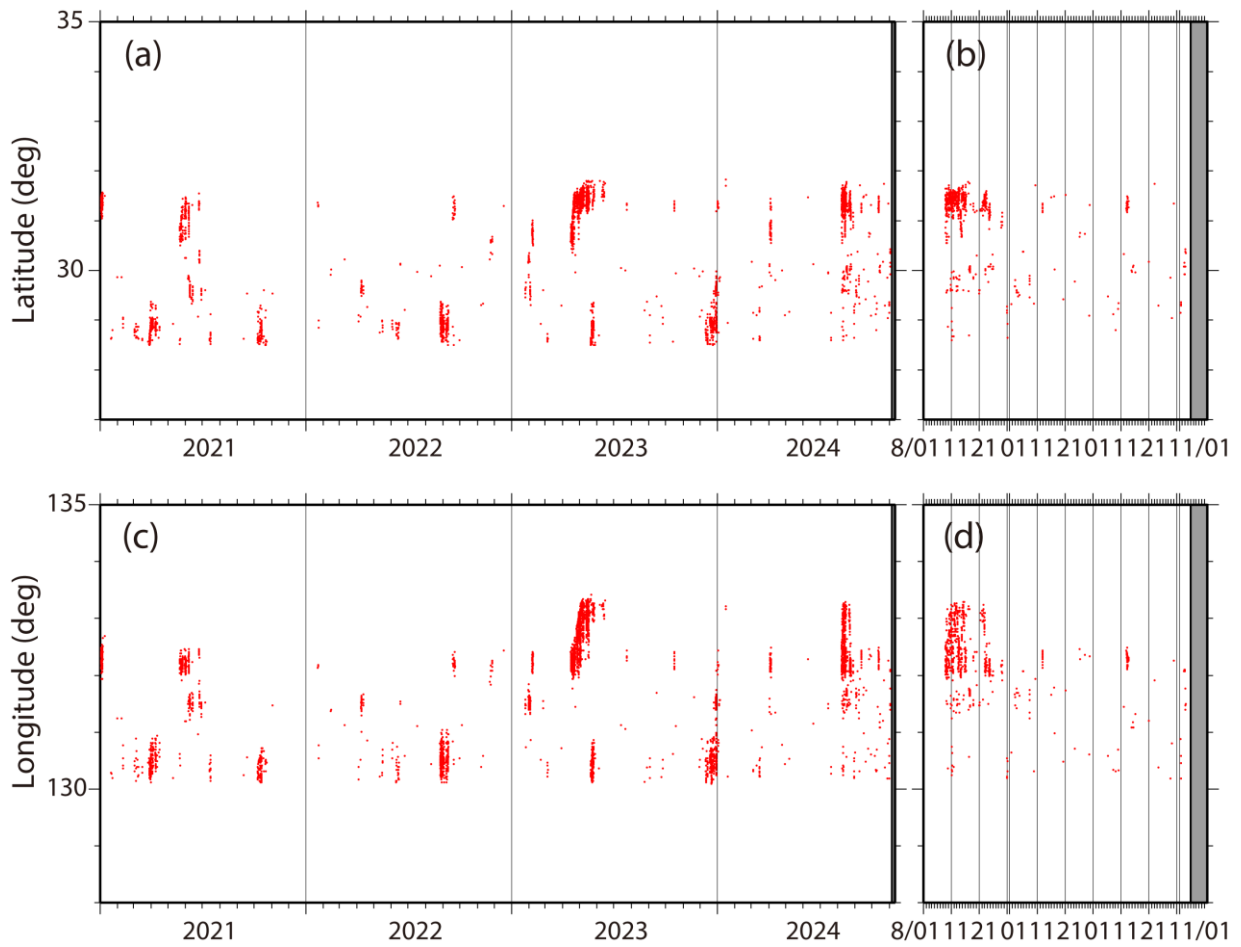 35
(a)
(b)
Latitude (deg)
30
2021
2022
2023
2024
8/01 11 21 01 11 21 01 11 21 11/01
135
(c)
(d)
Longitude (deg)
130
2021
2022
2023
2024
8/01 11 21 01 11 21 01 11 21 11/01